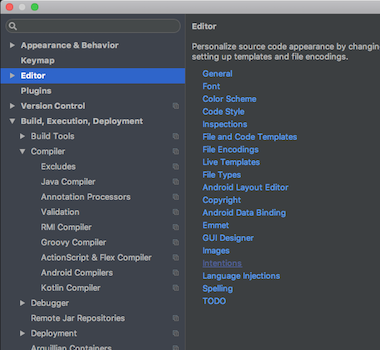 Appearance & Behavior
Keymap
Editor
Plugins
Version Control
Build, Execution, Deployment
Build Tools
Compiler
Excludes
Java Compiler
Annotation Processors
Validation
RMI Compiler
Groovy Compiler
ActionScript & Flex Compiler
Android Compilers
Kotlin Compiler
Debugger
Remote Jar Repositories
Deployment
Arquillian Containers
Editor
Personalize source code appearance by changing
setting up templates and file encodings.
General
Font
Color Scheme
Code Style
Inspections
File and Code Templates
File Encodings
Live Templates
File Types
Android Layout Editor
Copyright
Android Data Binding
Emmet
GUI Designer
Images
Intentions
Language Injections
Spelling
TODO